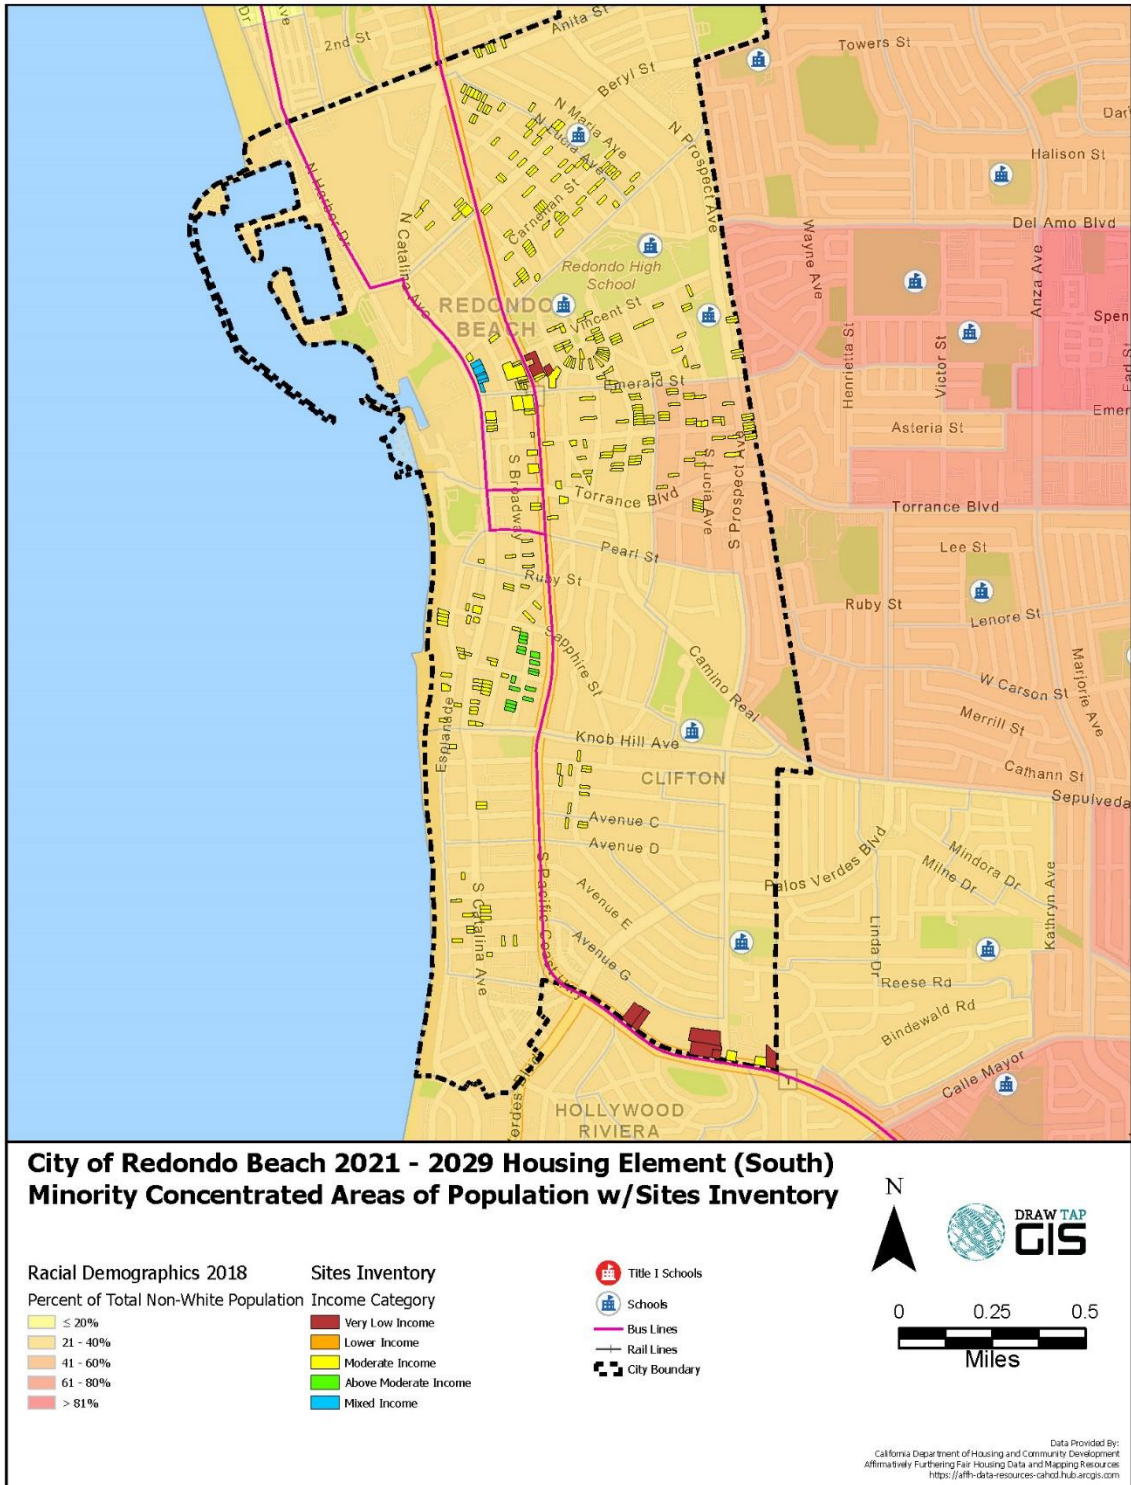 Dr
Ave
2nd St
Anita St
Beryl St
Towers St
N Maria Ave
N Lucia Ave
N Prospect Ave
Halison St
N Harbor Dr
Carnelian St
Del Amo Blvd
N Catalina Ave
Wayne Ave
Anza Ave
Redondo High
School
REDONDO
BEACH
Vincent St
Henrietta St
Victor St
Earl St
Emerald St
Asteria St
S Broadway
S Lucia Ave
S Prospect Ave
Torrance Blvd
Torrance Blvd
Pearl St
Lee St
Ruby St
Ruby St
Lenore St
Sapphire St
Camino Real
W Carson St
Marjorie Ave
Merrill St
Esplanade
Knob Hill Ave
Cathann St
CLIFTON
Sepulveda
Avenue C
Avenue D
Palos Verdes Blvd
Mindora Dr
Milne Dr
S Pacific Coast Hwy
S Catalina Ave
Avenue E
Avenue G
Linda Dr
Kathryn Ave
Reese Rd
Bindewald Rd
Calle Mayor
1
HOLLYWOOD
RIVIERA
City of Redondo Beach 2021 - 2029 Housing Element (South)
Minority Concentrated Areas of Population w/Sites Inventory
N
DRAW TAP
GIS
Racial Demographics 2018
Percent of Total Non-White Population
≤ 20%
21 - 40%
41 - 60%
61 - 80%
> 81%
Sites Inventory
Income Category
Very Low Income
Lower Income
Moderate Income
Above Moderate Income
Mixed Income
Title I Schools
Schools
Bus Lines
Rail Lines
City Boundary
0 0.25 0.5
Miles
Data Provided By:
California Department of Housing and Community Development
Affirmatively Furthering Fair Housing Data and Mapping Resources
https://affh-data-resources-cahcd.hub.arcgis.com